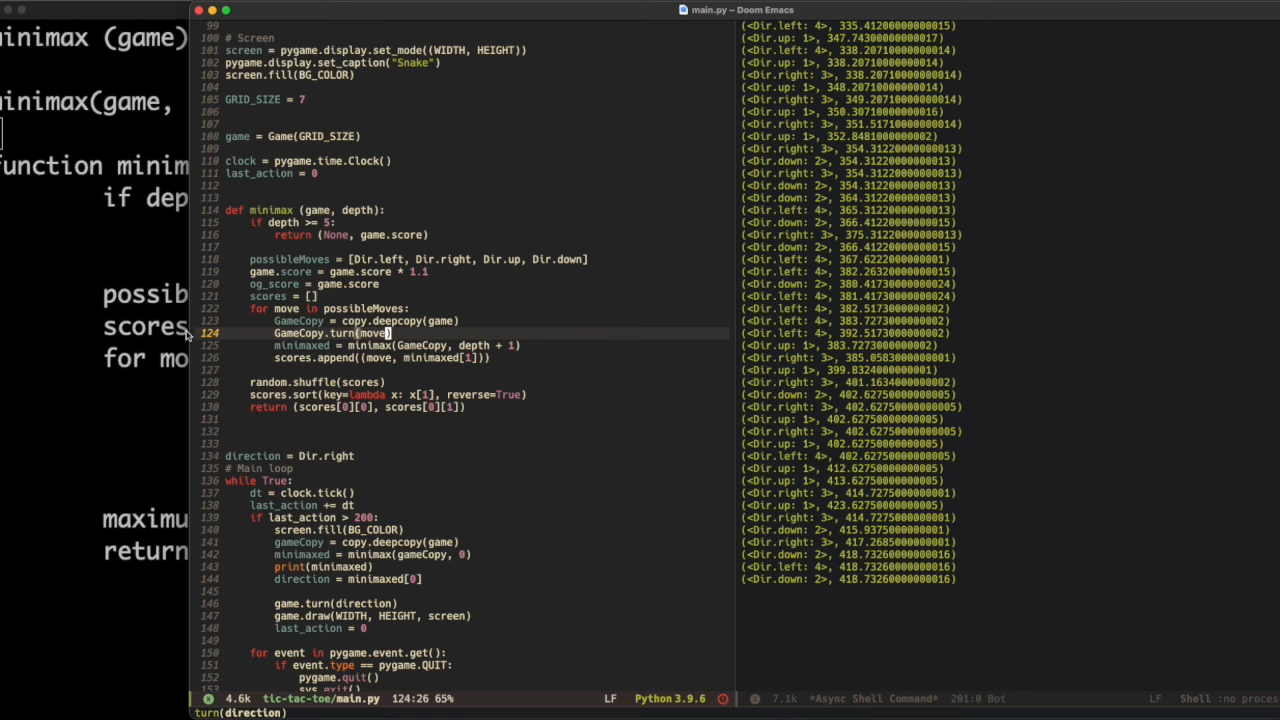 main.py – Doom Emacs
inimax (game)
inimax(game,
unction minim
if dep
possib
scores
for mo
maximu
return
99
100 # Screen
101 screen = pygame.display.set_mode((WIDTH, HEIGHT))
102 pygame.display.set_caption("Snake")
103 screen.fill(BG_COLOR)
104
105 GRID_SIZE = 7
106
107
108 game = Game(GRID_SIZE)
109
110 clock = pygame.time.Clock()
111 last_action = 0
112
113
114 def minimax (game, depth):
115 if depth >= 5:
116 return (None, game.score)
117
118 possibleMoves = [Dir.left, Dir.right, Dir.up, Dir.down]
119 game.score = game.score * 1.1
120 og_score = game.score
121 scores = []
122 for move in possibleMoves:
123 GameCopy = copy.deepcopy(game)
124 GameCopy.turn(move)
125 minimaxed = minimax(GameCopy, depth + 1)
126 scores.append((move, minimaxed[1]))
127
128 random.shuffle(scores)
129 scores.sort(key=lambda x: x[1], reverse=True)
130 return (scores[0][0], scores[0][1])
131
132
133
134 direction = Dir.right
135 # Main loop
136 while True:
137 dt = clock.tick()
138 last_action += dt
139 if last_action > 200:
140 screen.fill(BG_COLOR)
141 gameCopy = copy.deepcopy(game)
142 minimaxed = minimax(gameCopy, 0)
143 print(minimaxed)
144 direction = minimaxed[0]
145
146 game.turn(direction)
147 game.draw(WIDTH, HEIGHT, screen)
148 last_action = 0
149
150 for event in pygame.event.get():
151 if event.type == pygame.QUIT:
152 pygame.quit()
153 sys.exit()
(<Dir.left: 4>, 335.41200000000015)
(<Dir.up: 1>, 347.74300000000017)
(<Dir.left: 4>, 338.20710000000014)
(<Dir.up: 1>, 338.20710000000014)
(<Dir.right: 3>, 338.20710000000014)
(<Dir.up: 1>, 348.20710000000014)
(<Dir.right: 3>, 349.20710000000014)
(<Dir.up: 1>, 350.30710000000016)
(<Dir.right: 3>, 351.51710000000014)
(<Dir.up: 1>, 352.8481000000002)
(<Dir.right: 3>, 354.31220000000013)
(<Dir.down: 2>, 354.31220000000013)
(<Dir.right: 3>, 354.31220000000013)
(<Dir.down: 2>, 354.31220000000013)
(<Dir.down: 2>, 364.31220000000013)
(<Dir.left: 4>, 365.31220000000013)
(<Dir.down: 2>, 366.41220000000015)
(<Dir.right: 3>, 375.31220000000013)
(<Dir.down: 2>, 366.41220000000015)
(<Dir.left: 4>, 367.6222000000001)
(<Dir.left: 4>, 382.26320000000015)
(<Dir.down: 2>, 380.41730000000024)
(<Dir.left: 4>, 381.41730000000024)
(<Dir.left: 4>, 383.7273000000002)
(<Dir.left: 4>, 392.5173000000002)
(<Dir.up: 1>, 383.7273000000002)
(<Dir.right: 3>, 385.0583000000001)
(<Dir.up: 1>, 399.8324000000001)
(<Dir.right: 3>, 401.1634000000002)
(<Dir.down: 2>, 402.62750000000005)
(<Dir.right: 3>, 402.62750000000005)
(<Dir.up: 1>, 402.62750000000005)
(<Dir.right: 3>, 402.62750000000005)
(<Dir.up: 1>, 402.62750000000005)
(<Dir.left: 4>, 402.62750000000005)
(<Dir.up: 1>, 412.62750000000005)
(<Dir.up: 1>, 413.62750000000005)
(<Dir.right: 3>, 414.7275000000001)
(<Dir.up: 1>, 423.62750000000005)
(<Dir.right: 3>, 414.7275000000001)
(<Dir.down: 2>, 415.9375000000001)
(<Dir.right: 3>, 417.2685000000001)
(<Dir.down: 2>, 418.73260000000016)
(<Dir.left: 4>, 418.73260000000016)
(<Dir.down: 2>, 418.73260000000016)
4.6k tic-tac-toe/main.py 124:26 65% LF Python 3.9.6
7.1k *Async Shell Command* 201:0 Bot LF Shell :no proces
turn(direction)